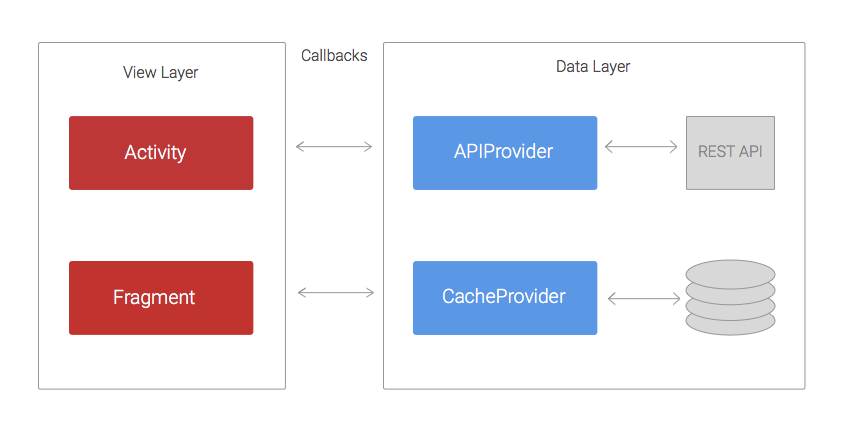 Callbacks
View Layer
Data Layer
Activity
APIProvider
REST API
Fragment
CacheProvider